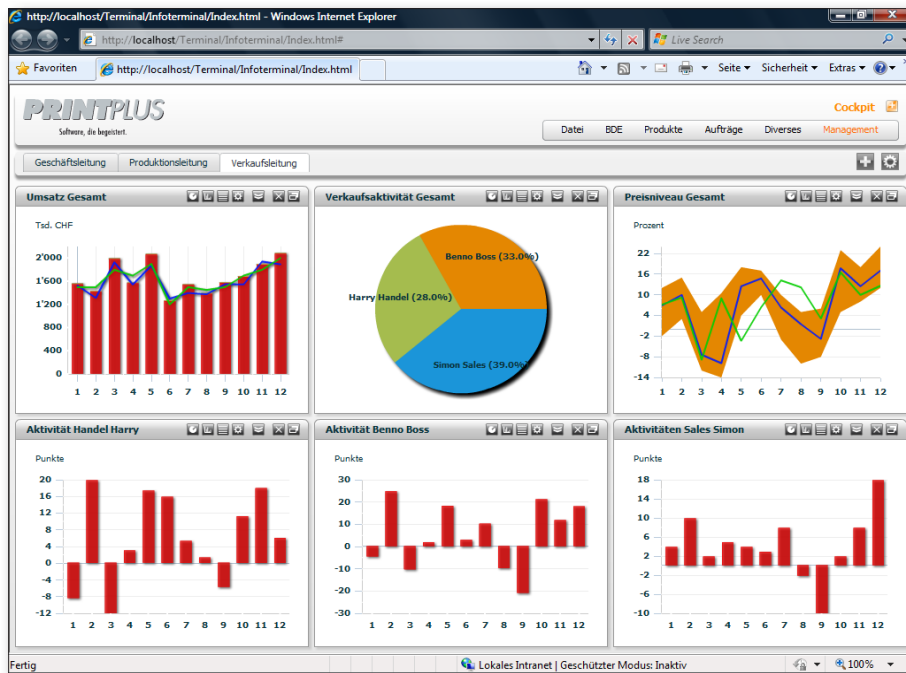 http://localhost/Terminal/Infoterminal/Index.html - Windows Internet Explorer
http://localhost/Terminal/Infoterminal/Index.html#
Live Search
Favoriten
http://localhost/Terminal/Infoterminal/Index.html
Seite
Sicherheit
Extras
PRINTPLUS
Software, die begeistert.
Cockpit
Datei BDE Produkte Aufträge Diverses Management
Geschäftsleitung Produktionsleitung Verkaufsleitung
Umsatz Gesamt
Tsd. CHF
2'000
1'600
1'200
800
400
0
1 2 3 4 5 6 7 8 9 10 11 12
Verkaufsaktivität Gesamt
Benno Boss (33.0%)
Harry Handel (28.0%)
Simon Sales (39.0%)
Preisniveau Gesamt
Prozent
22
16
10
4
-2
-8
-14
1 2 3 4 5 6 7 8 9 10 11 12
Aktivität Handel Harry
Punkte
20
16
12
8
4
0
-4
-8
-12
1 2 3 4 5 6 7 8 9 10 11 12
Aktivität Benno Boss
Punkte
30
20
10
0
-10
-20
-30
1 2 3 4 5 6 7 8 9 10 11 12
Aktivitäten Sales Simon
Punkte
18
14
10
6
2
-2
-6
-10
1 2 3 4 5 6 7 8 9 10 11 12
Fertig
Lokales Intranet | Geschützter Modus: Inaktiv
100%